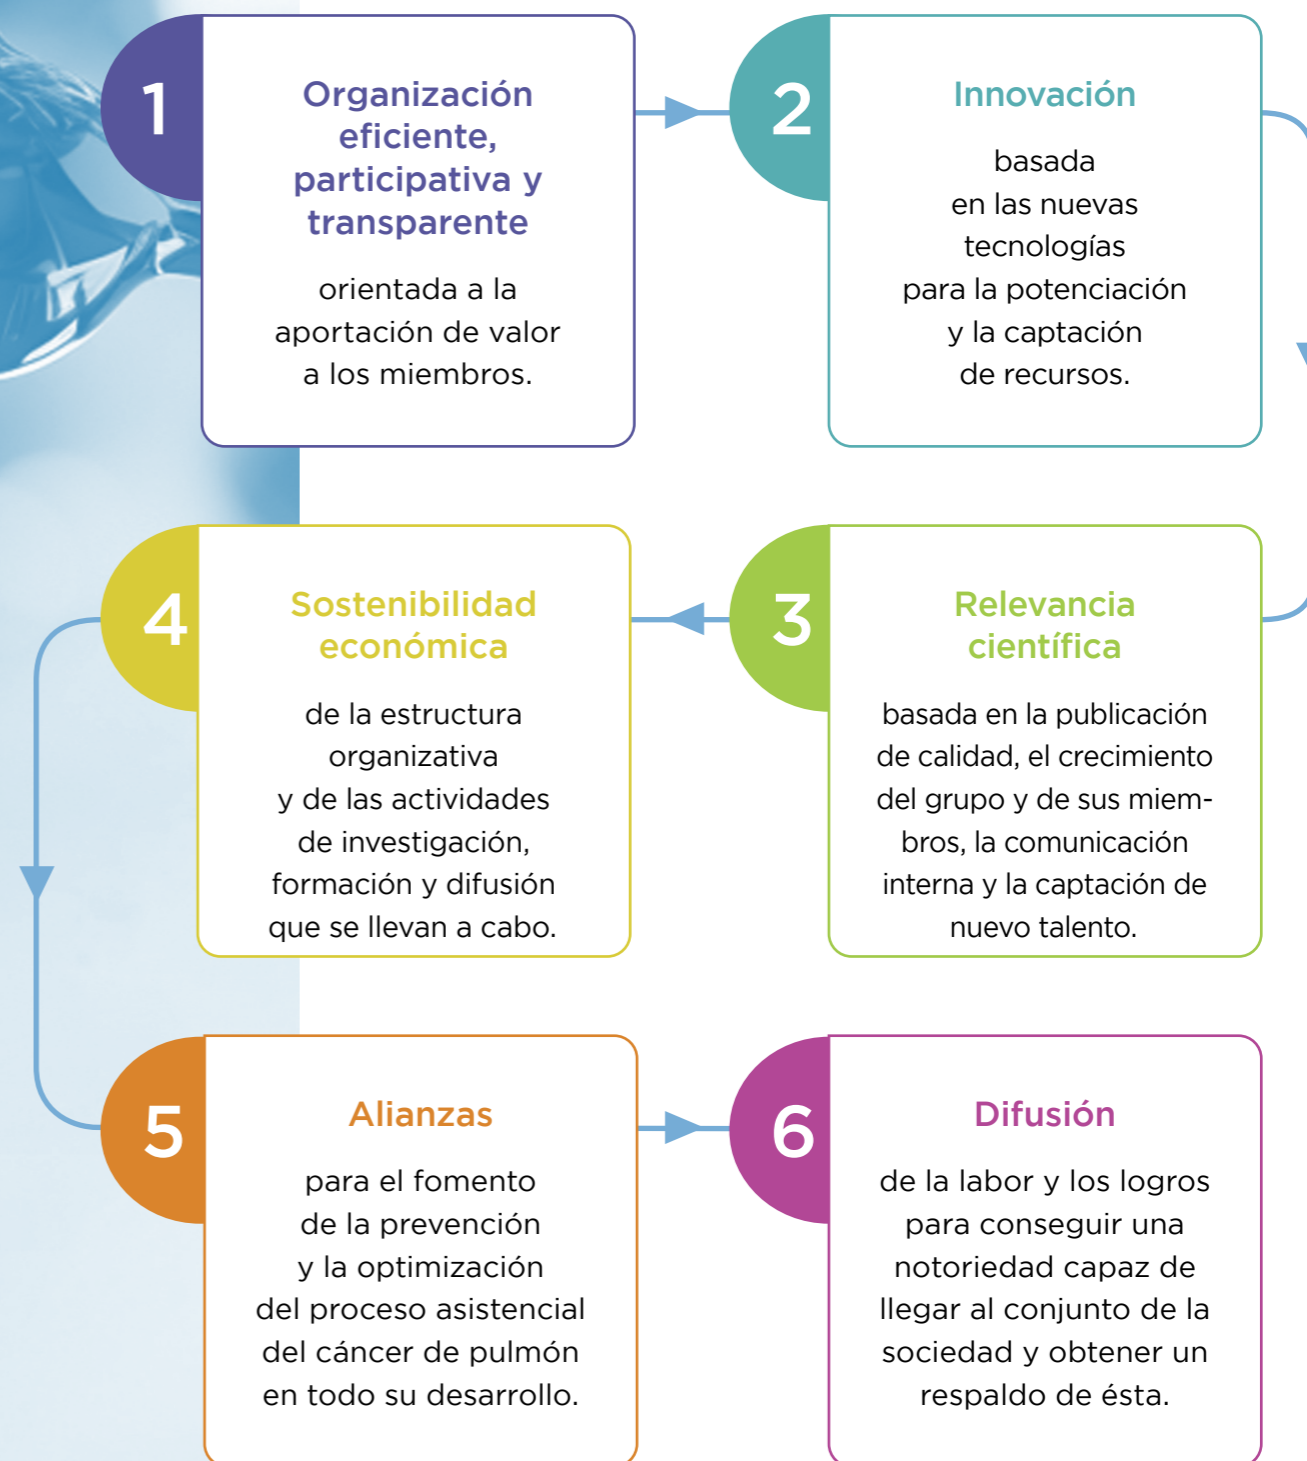 1
Organización
eficiente,
participativa y
transparente
orientada a la
aportación de valor
a los miembros.
2
Innovación
basada
en las nuevas
tecnologías
para la potenciación
y la captación
de recursos.
3
Relevancia
científica
basada en la publicación
de calidad, el crecimiento
del grupo y de sus miem-
bros, la comunicación
interna y la captación de
nuevo talento.
4
Sostenibilidad
económica
de la estructura
organizativa
y de las actividades
de investigación,
formación y difusión
que se llevan a cabo.
5
Alianzas
para el fomento
de la prevención
y la optimización
del proceso asistencial
del cáncer de pulmón
en todo su desarrollo.
6
Difusión
de la labor y los logros
para conseguir una
notoriedad capaz de
llegar al conjunto de la
sociedad y obtener un
respaldo de ésta.